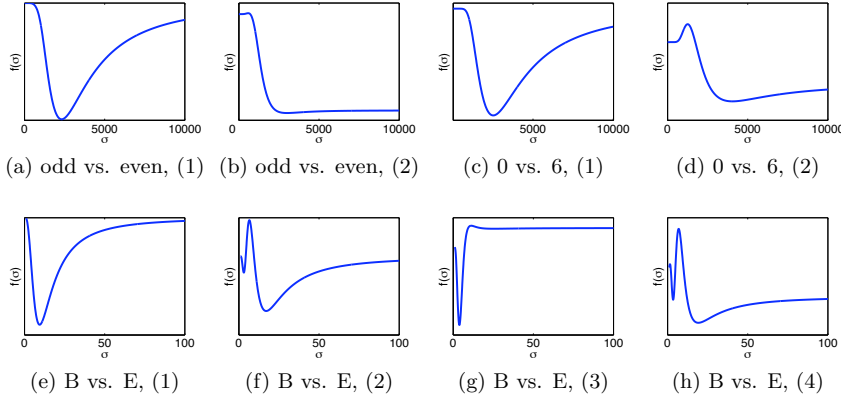 f(σ) f(σ) f(σ) f(σ)
0 5000 10000 0 5000 10000 0 5000 10000 0 5000 10000
σ σ σ σ
(a) odd vs. even, (1) (b) odd vs. even, (2) (c) 0 vs. 6, (1) (d) 0 vs. 6, (2)
f(σ) f(σ) f(σ) f(σ)
0 50 100 0 50 100 0 50 100 0 50 100
σ σ σ σ
(e) B vs. E, (1) (f) B vs. E, (2) (g) B vs. E, (3) (h) B vs. E, (4)